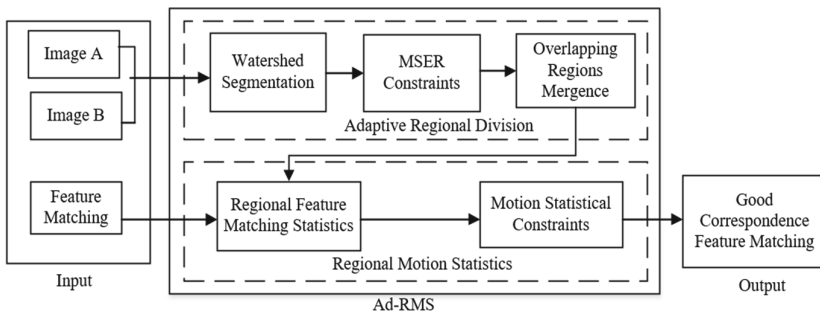 Image A
Image B
Feature
Matching
Input
Watershed
Segmentation
MSER
Constraints
Overlapping
Regions
Mergence
Adaptive Regional Division
Regional Feature
Matching Statistics
Motion Statistical
Constraints
Regional Motion Statistics
Ad-RMS
Good
Correspondence
Feature Matching
Output